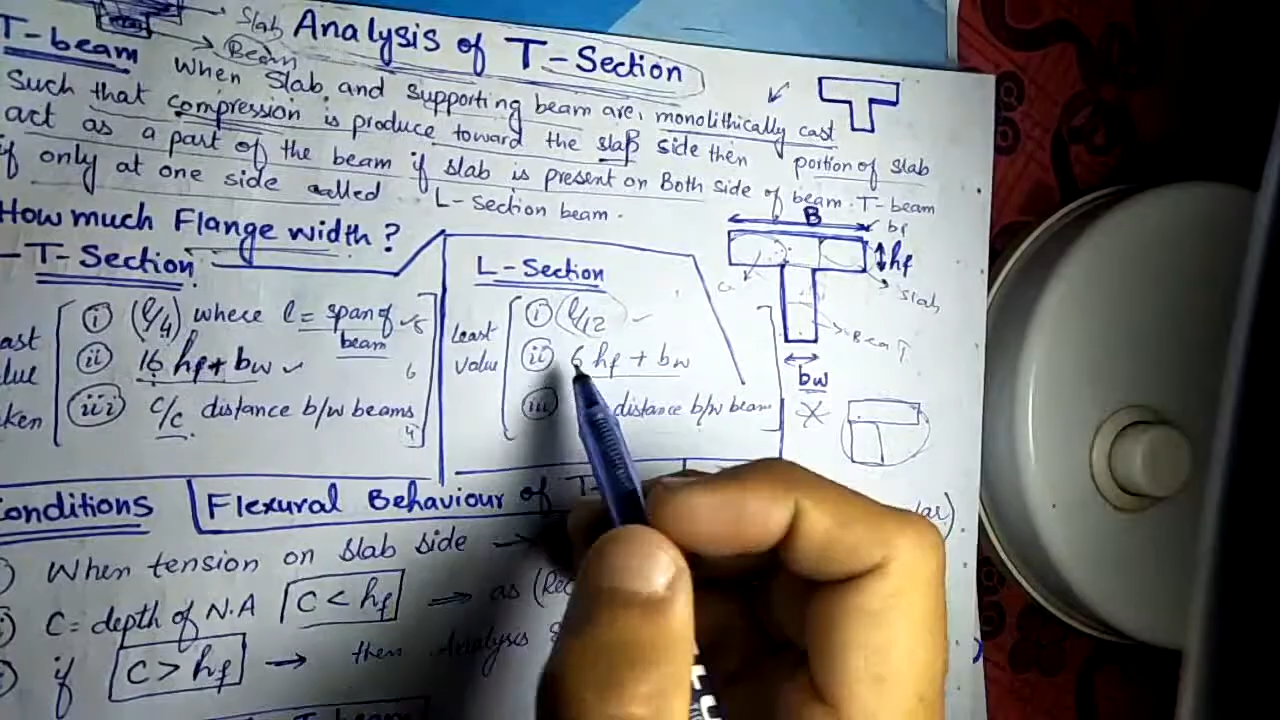 Slab
Beam
Analysis of T-Section
T-beam
When Slab and Supporting beam are, monolithically cast
Such that compression is produce toward the slab side then portion of slab
act as a part of the beam if slab is present on Both side of beam. T-beam
if only at one side called L-Section beam.
How much Flange width?
- T-Section
(i) (l/4) where l = span of
beam
(ii) 16 hf + bw
(iii) c/c distance b/w beams
5
6
4
L-Section
Least
value
(i) l/12
(ii) 6 hf + bw
(iii) distance b/w beam
B
bf
hf
Slab
bw
Conditions
Flexural Behaviour of T-
When tension on slab side →
C = depth of N.A C < hf ⇒ as
if C > hf → then Analysis